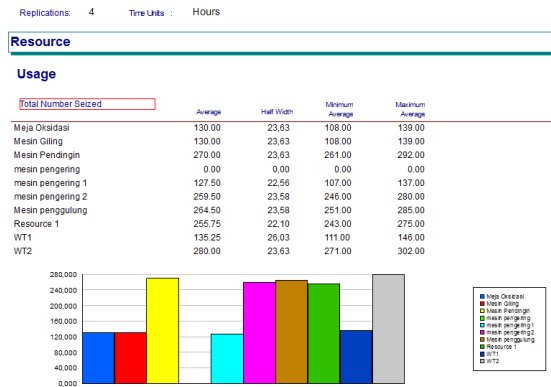 Replications: 4 Time Units : Hours
Resource
Usage
Total Number Seized Average Half Width Minimum Average Maximum Average
Meja Oksidasi 130.00 23,63 108.00 139.00
Mesin Giling 130.00 23,63 108.00 139.00
Mesin Pendingin 270.00 23,63 261.00 292.00
mesin pengering 0.00 0,00 0.00 0.00
mesin pengering 1 127.50 22,56 107.00 137.00
mesin pengering 2 259.50 23,58 246.00 280.00
Mesin penggulung 264.50 23,58 251.00 285.00
Resource 1 255.75 22,10 243.00 275.00
WT1 135.25 26,03 111.00 146.00
WT2 280.00 23,63 271.00 302.00
280,000
240,000
200,000
160,000
120,000
80,000
40,000
0,000
Meja Oksidasi
Mesin Giling
Mesin Pendingin
mesin pengering
mesin pengering 1
mesin pengering 2
Mesin penggulung
Resource 1
WT1
WT2